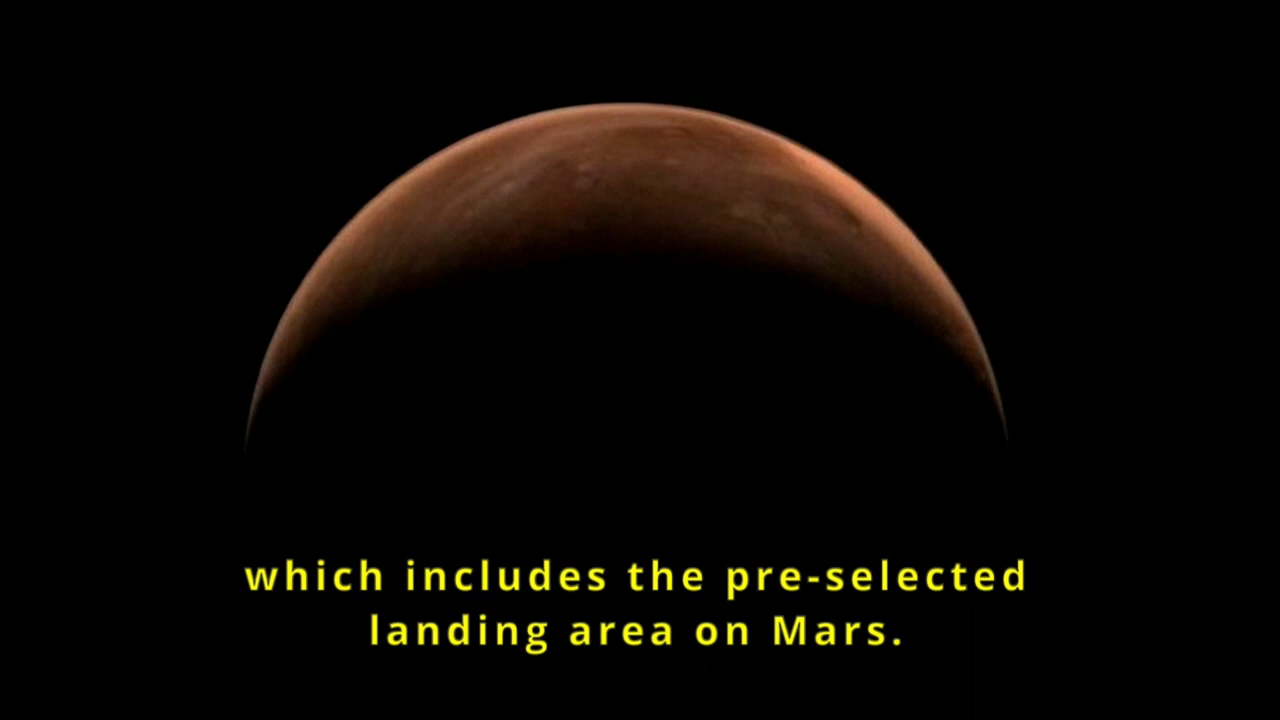 which includes the pre-selected
landing area on Mars.